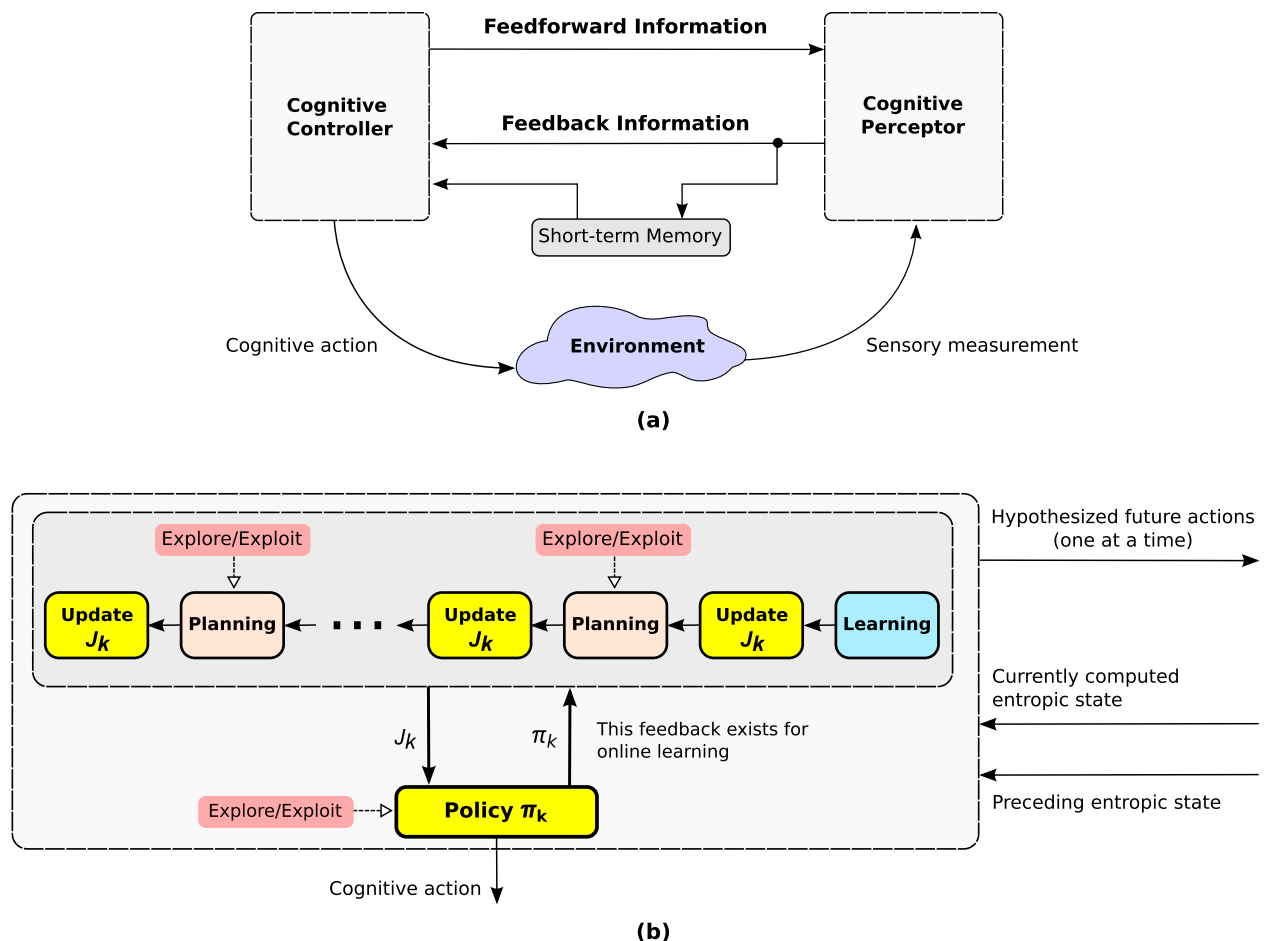 Feedforward Information
Cognitive
Controller
Cognitive
Perceptor
Feedback Information
Short-term Memory
Cognitive action
Environment
Sensory measurement
(a)
Explore/Exploit
Explore/Exploit
Hypothesized future actions
(one at a time)
Update
J_k
Planning
. . .
Update
J_k
Planning
Update
J_k
Learning
Currently computed
entropic state
J_k
π_k
This feedback exists for
online learning
Preceding entropic state
Explore/Exploit
Policy π_k
Cognitive action
(b)